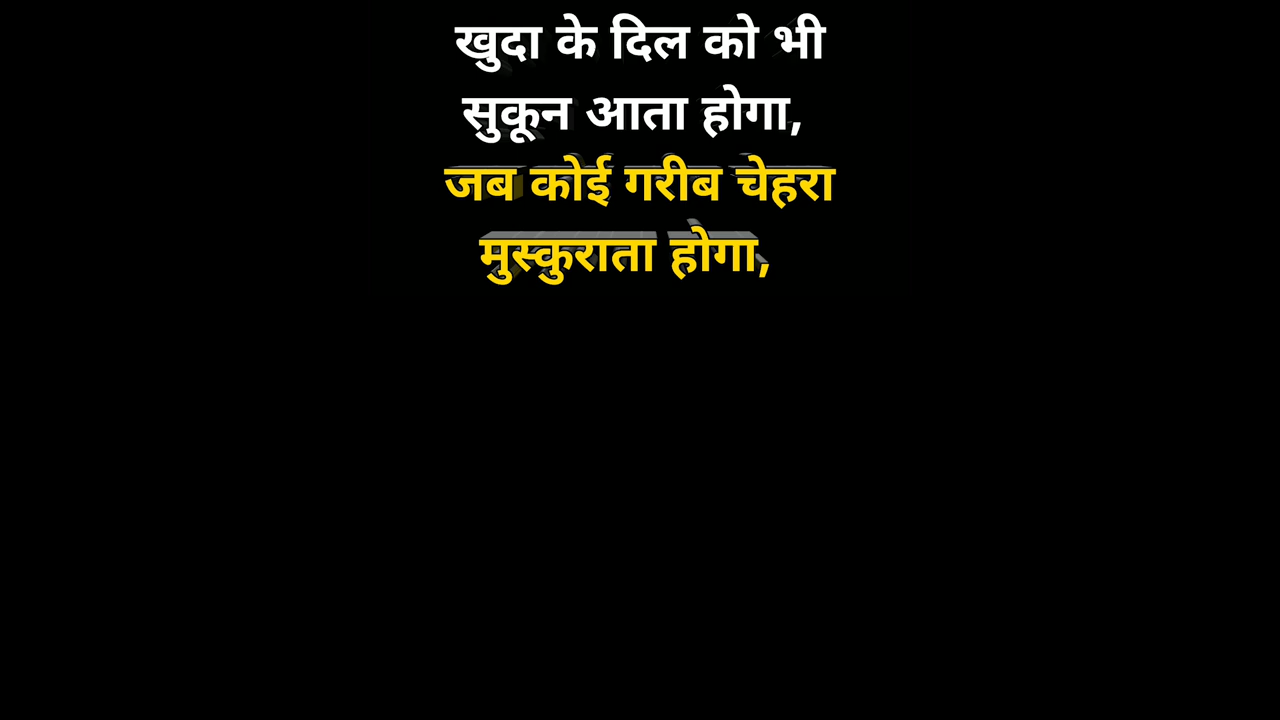 खुदा के दिल को भी
सुकून आता होगा,
जब कोई गरीब चेहरा
मुस्कुराता होगा,